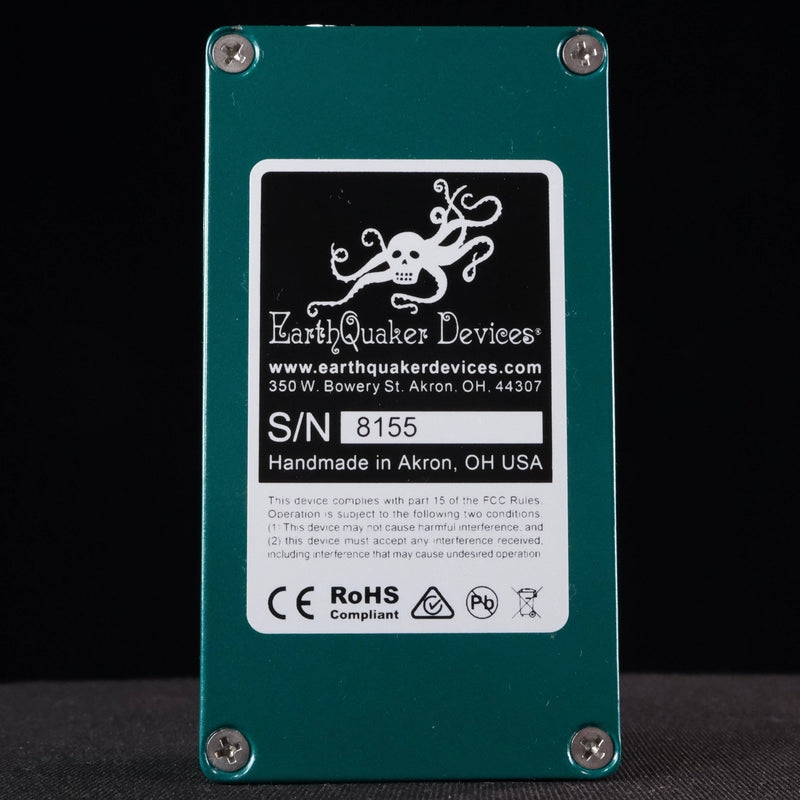 EarthQuaker Devices®
www.earthquakerdevices.com
350 W. Bowery St. Akron, OH, 44307
S/N 8155
Handmade in Akron, OH USA
This device complies with part 15 of the FCC Rules.
Operation is subject to the following two conditions.
(1) This device may not cause harmful interference, and
(2) this device must accept any interference received,
including interference that may cause undesired operation.
CE RoHS Pb
Compliant